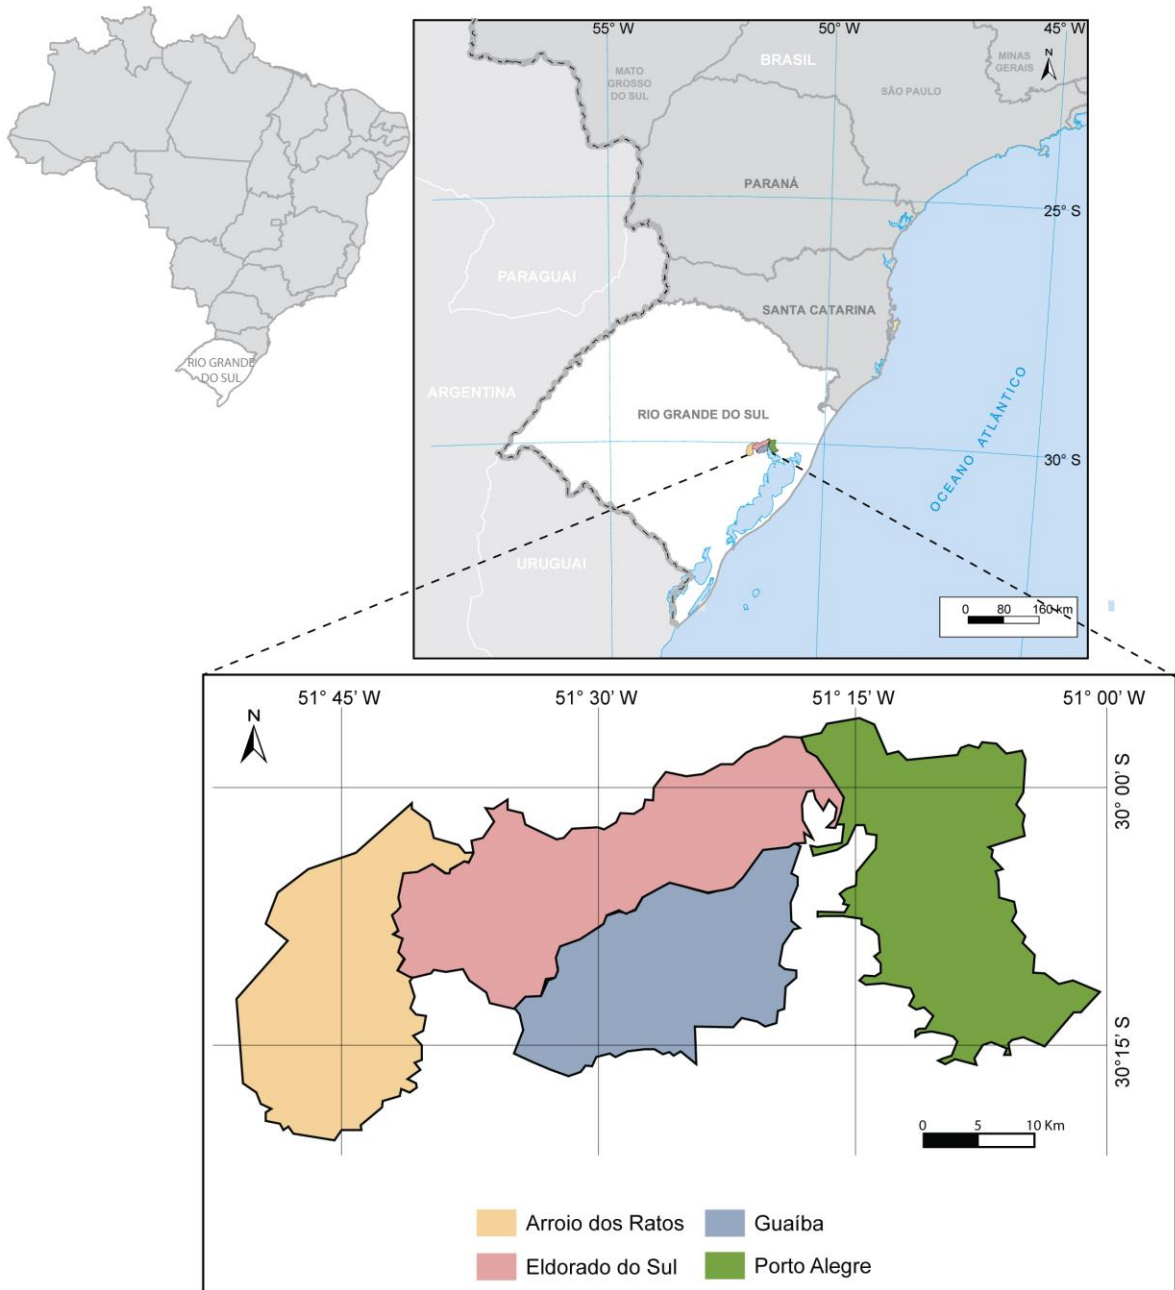 RIO GRANDE
DO SUL
55° W
50° W
45° W
BRASIL
N
MINAS
GERAIS
MATO
GROSSO
DO SUL
SÃO PAULO
PARANÁ
25° S
PARAGUAI
SANTA CATARINA
ARGENTINA
RIO GRANDE DO SUL
OCEANO ATLÂNTICO
30° S
URUGUAI
0 80 160 km
51° 45’ W
51° 30’ W
51° 15’ W
51° 00’ W
N
30° 00’ S
30°15’ S
0 5 10 Km
Arroio dos Ratos
Guaíba
Eldorado do Sul
Porto Alegre